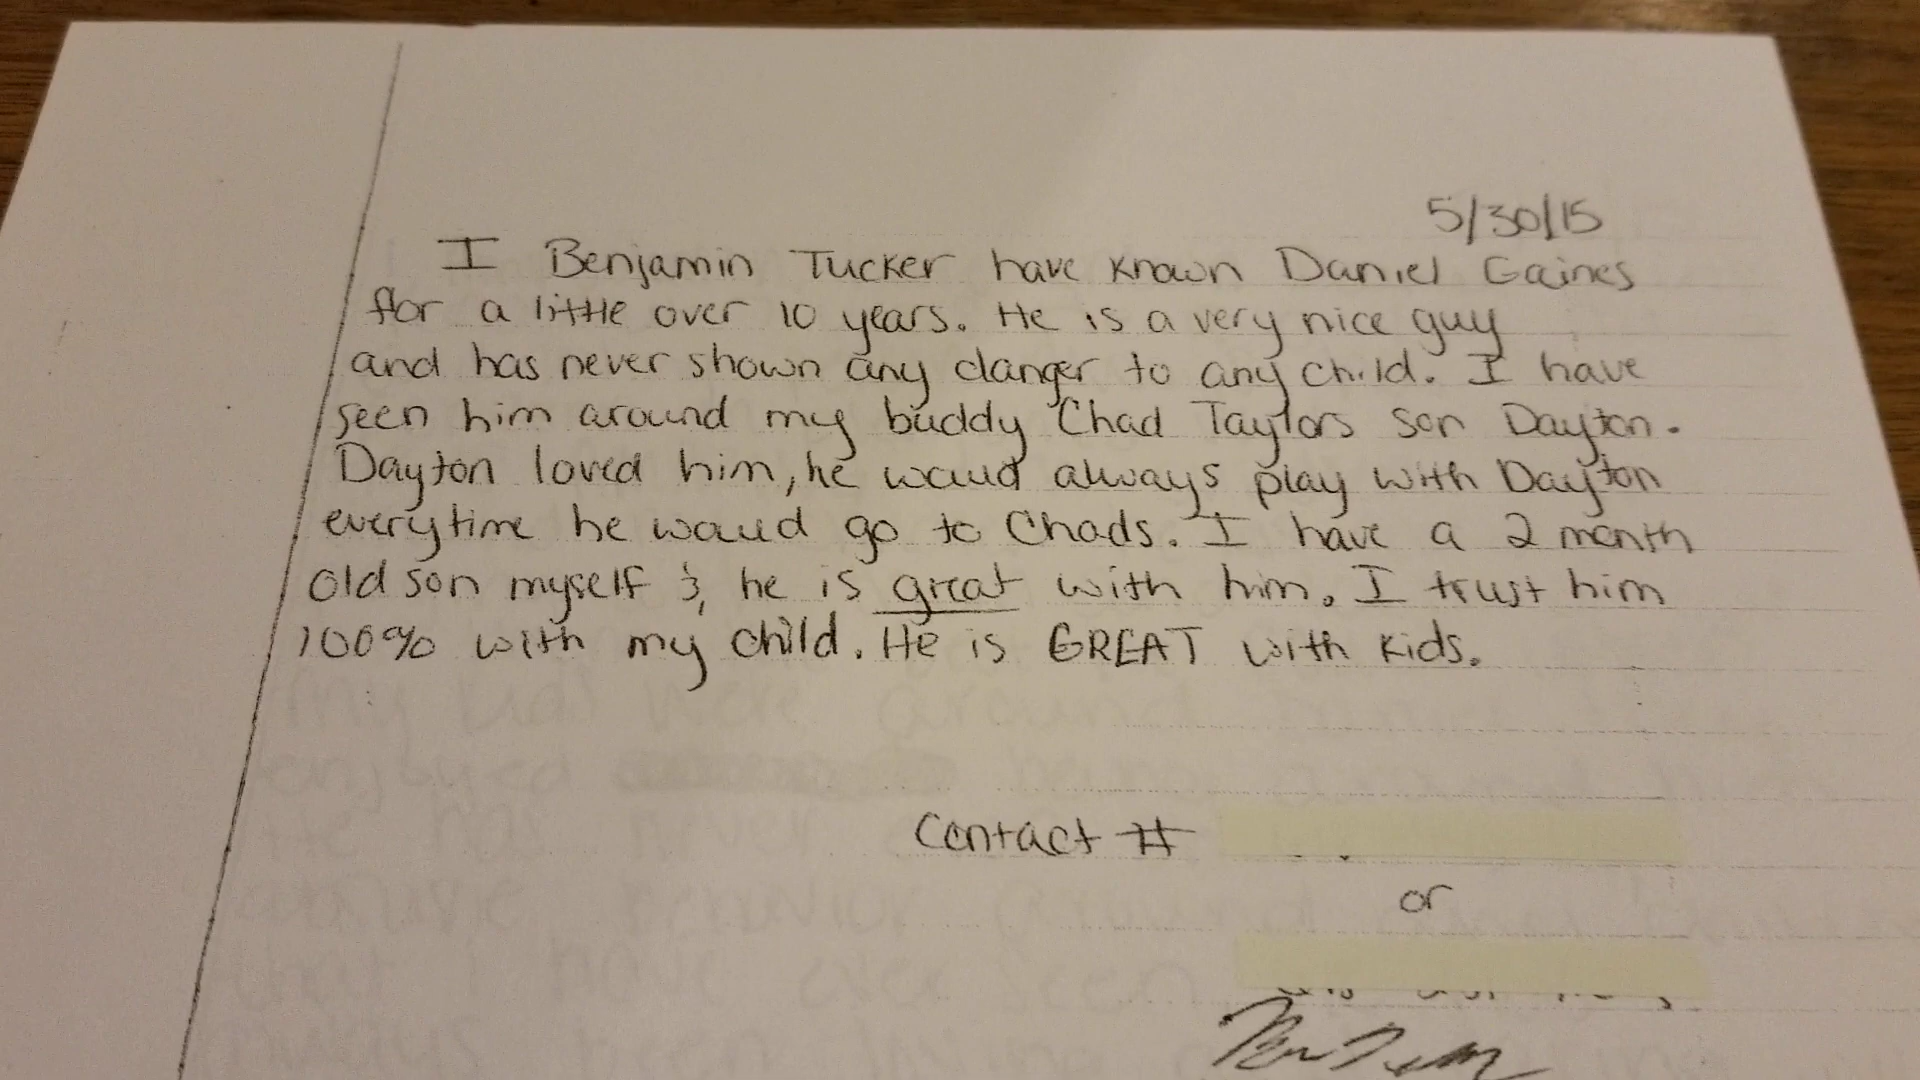 5/30/15
I Benjamin Tucker have known Daniel Gaines
for a little over 10 years. He is a very nice guy
and has never shown any danger to any child. I have
seen him around my buddy Chad Taylors son Dayton.
Dayton loved him, he would always play with Dayton
everytime he would go to Chads. I have a 2 month
old son myself & he is great with him. I trust him
100% with my child. He is GREAT with kids.
Contact #
or